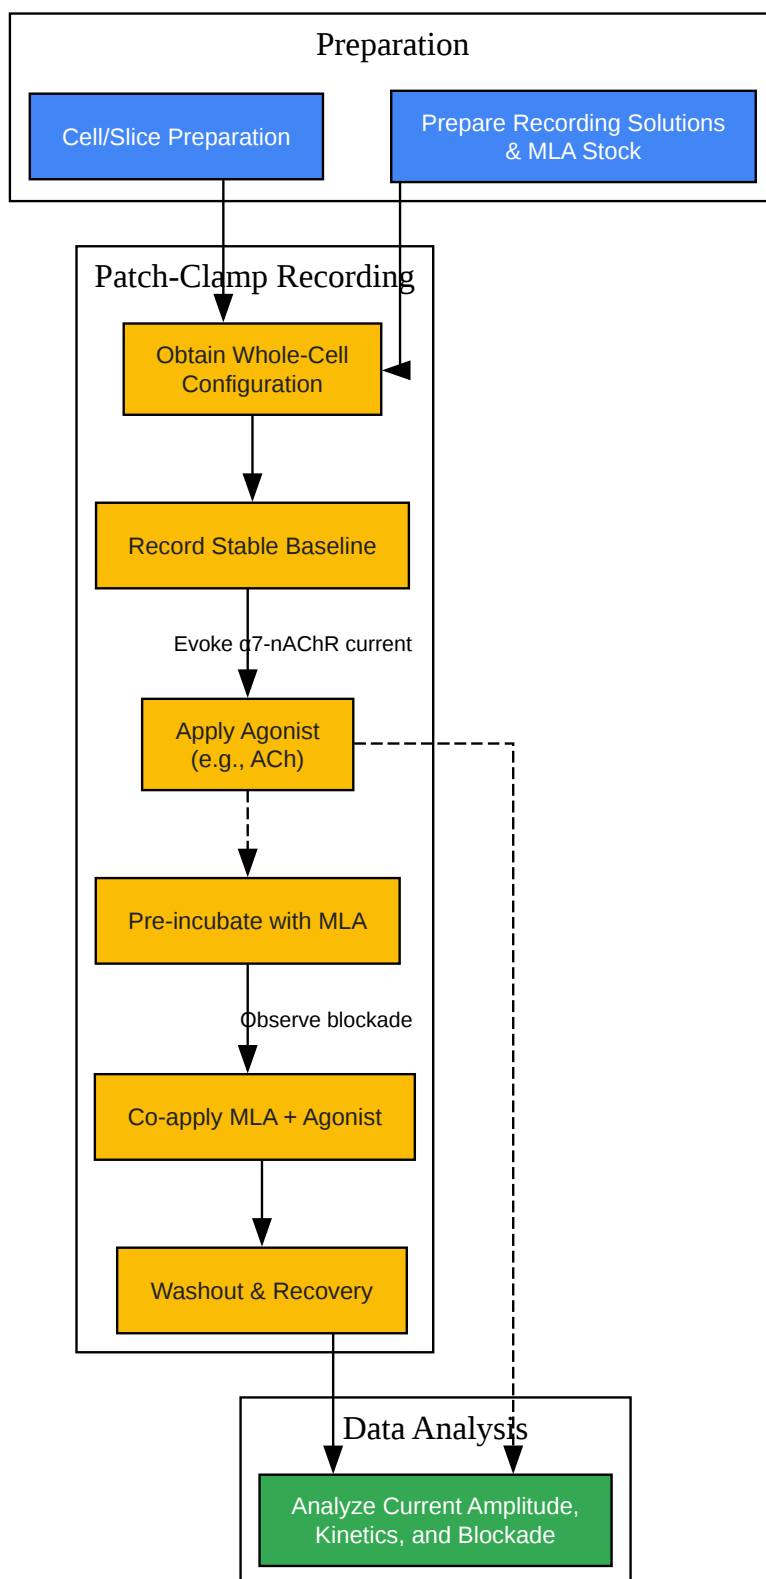 Preparation
Cell/Slice Preparation
Prepare Recording Solutions
& MLA Stock
Patch-Clamp Recording
Obtain Whole-Cell
Configuration
Record Stable Baseline
Evoke α7-nAChR current
Apply Agonist
(e.g., ACh)
Pre-incubate with MLA
Observe blockade
Co-apply MLA + Agonist
Washout & Recovery
Data Analysis
Analyze Current Amplitude,
Kinetics, and Blockade